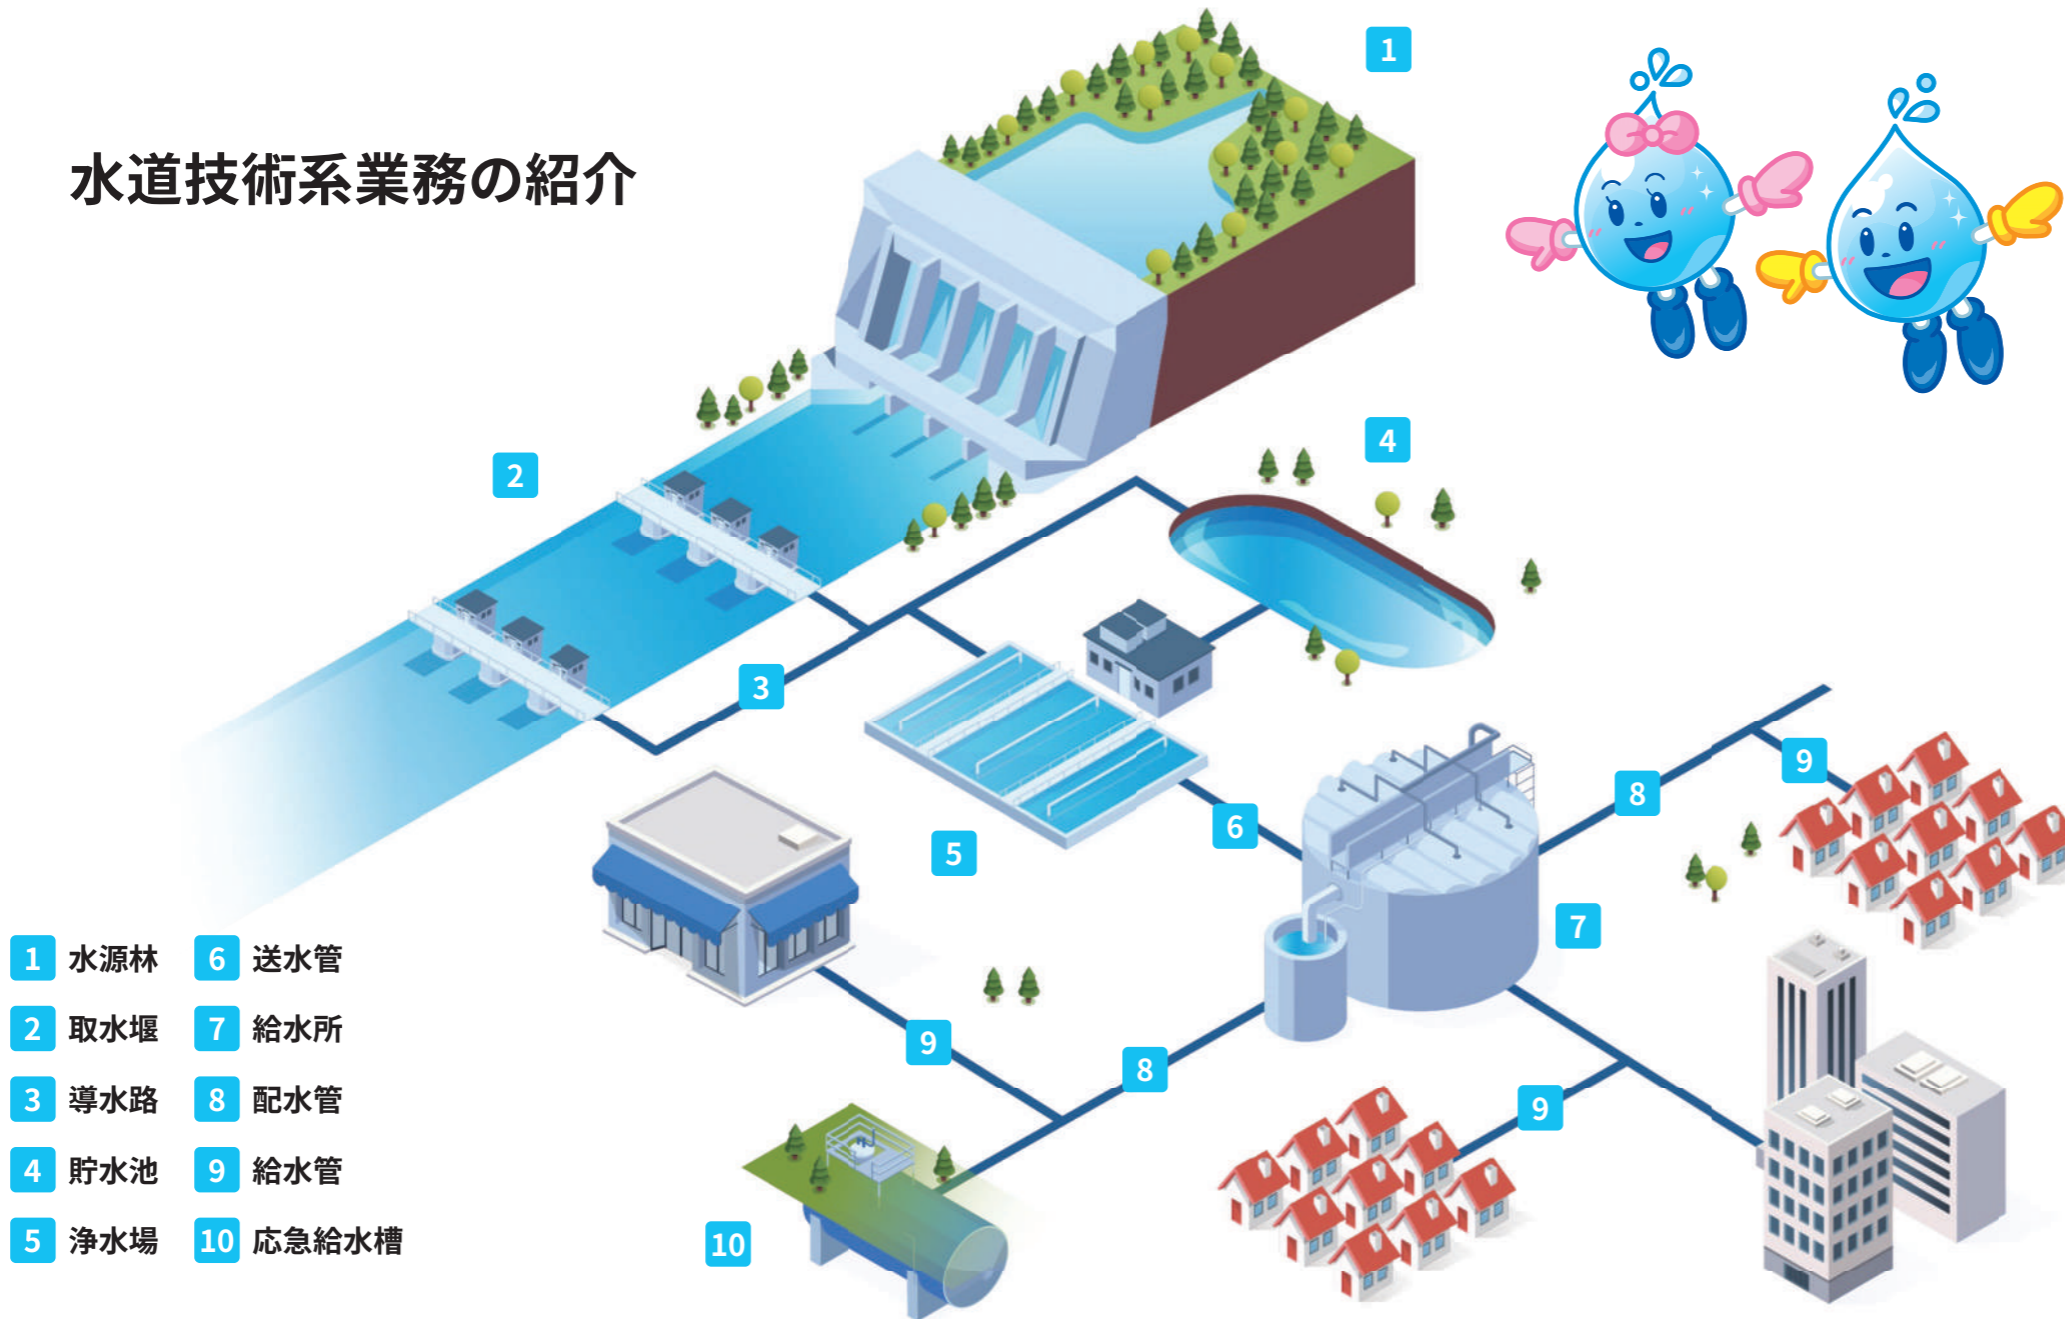 水道技術系業務の紹介
1
2
4
3
9
8
6
5
7
9
8
9
10
1 水源林
2 取水堰
3 導水路
4 貯水池
5 浄水場
6 送水管
7 給水所
8 配水管
9 給水管
10 応急給水槽